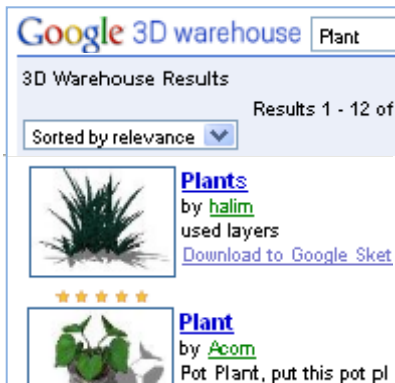 Google 3D warehouse Plant
3D Warehouse Results
Results 1 - 12 of
Sorted by relevance
Plants
by halim
used layers
Download to Google Sket
Plant
by Acorn
Pot Plant, put this pot pl